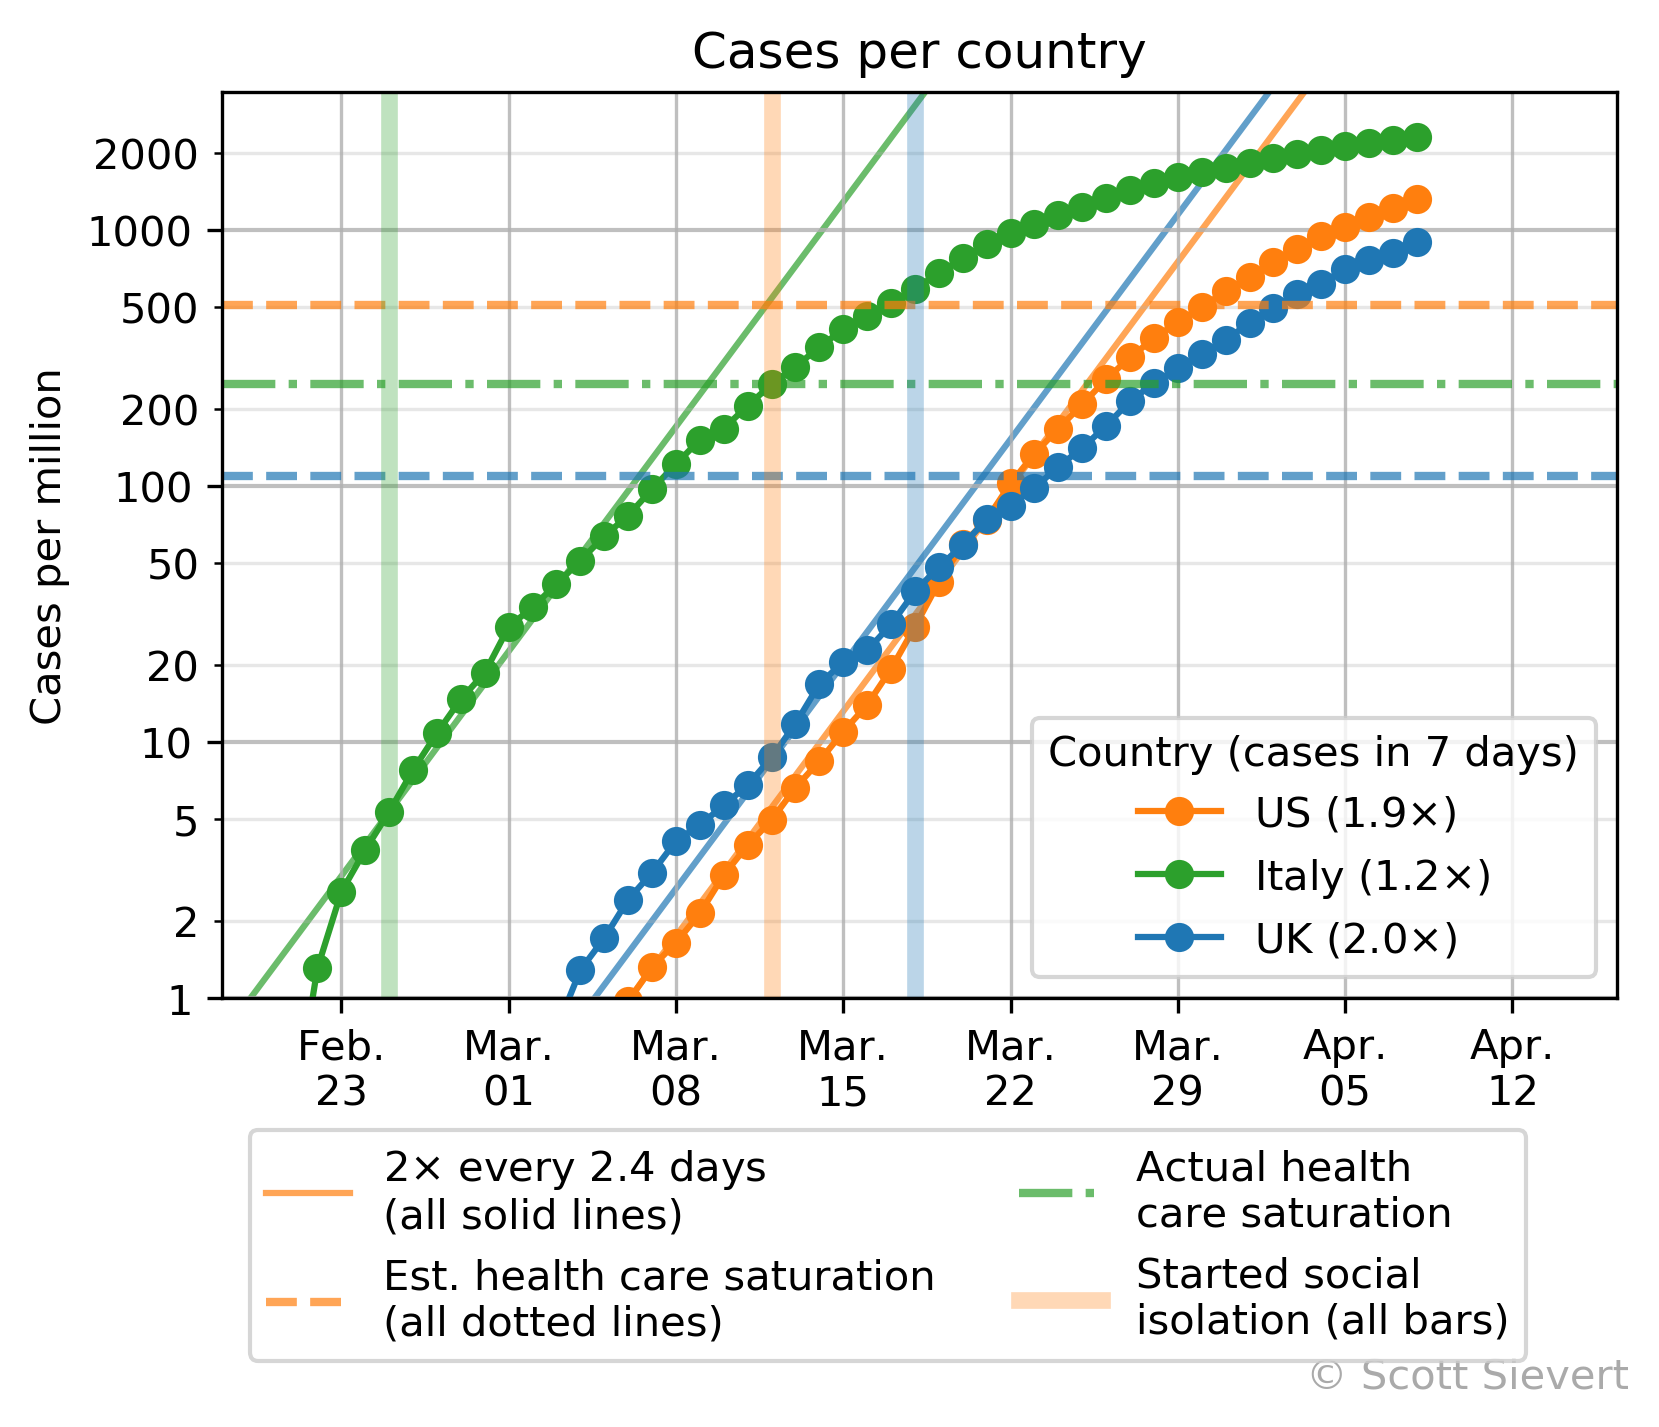 Cases per country
Cases per million
2000
1000
500
200
100
50
20
10
5
2
1
Feb. 23
Mar. 01
Mar. 08
Mar. 15
Mar. 22
Mar. 29
Apr. 05
Apr. 12
Country (cases in 7 days)
US (1.9×)
Italy (1.2×)
UK (2.0×)
2× every 2.4 days
(all solid lines)
Est. health care saturation
(all dotted lines)
Actual health
care saturation
Started social
isolation (all bars)
© Scott Sievert